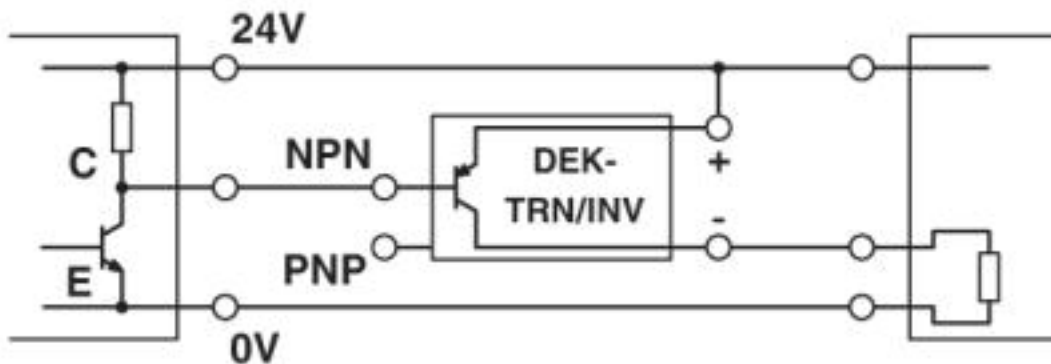 24V
C
NPN
DEK-
TRN/INV
+
-
E
PNP
0V